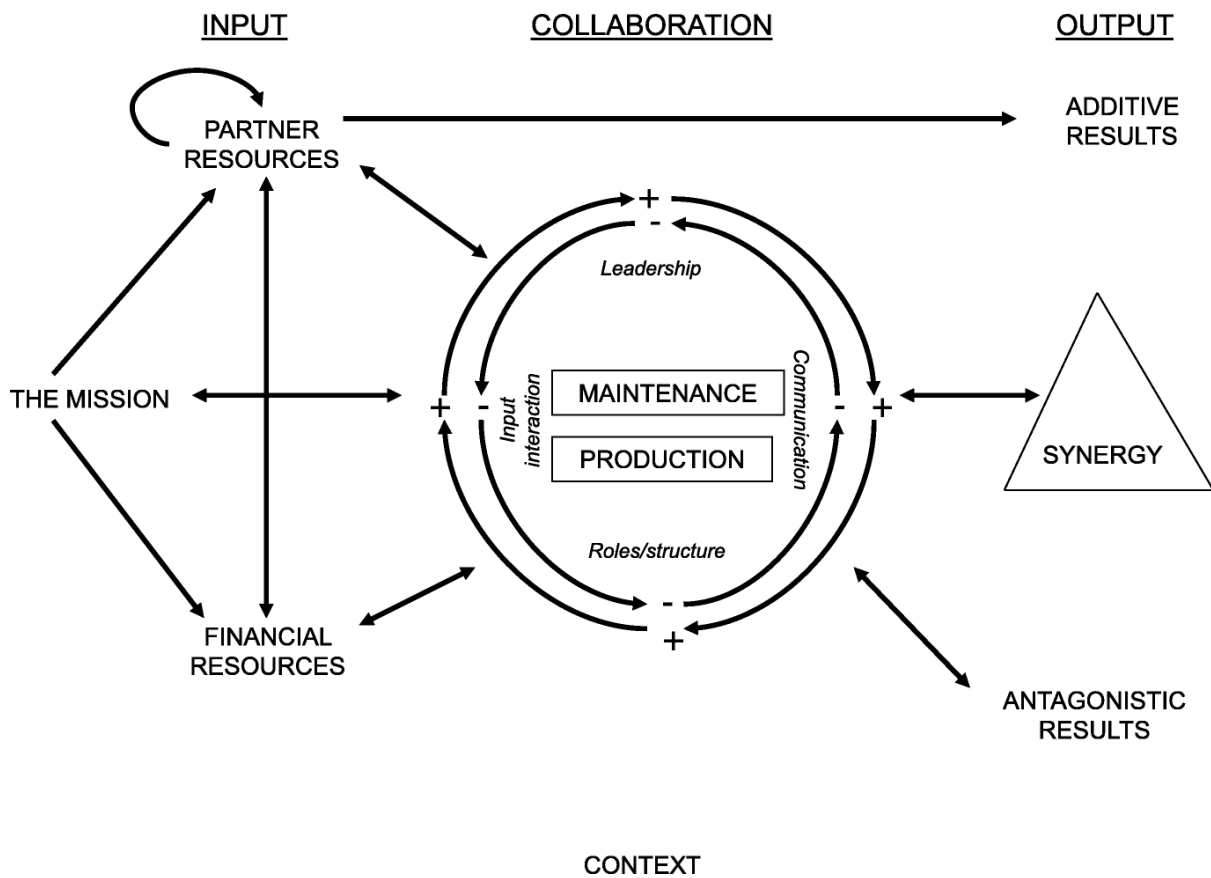 INPUT
COLLABORATION
OUTPUT
PARTNER
RESOURCES
ADDITIVE
RESULTS
+
-
Leadership
THE MISSION
+
-
Input
interaction
MAINTENANCE
PRODUCTION
Communication
-
+
SYNERGY
Roles/structure
-
+
FINANCIAL
RESOURCES
ANTAGONISTIC
RESULTS
CONTEXT